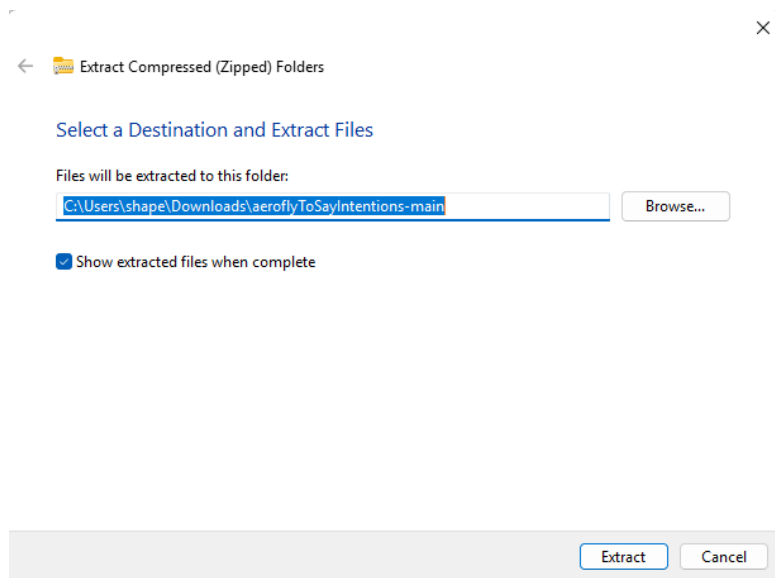 Extract Compressed (Zipped) Folders
Select a Destination and Extract Files
Files will be extracted to this folder:
C:\Users\shape\Downloads\aeroflyToSayIntentions-main
Browse...
Show extracted files when complete
Extract
Cancel